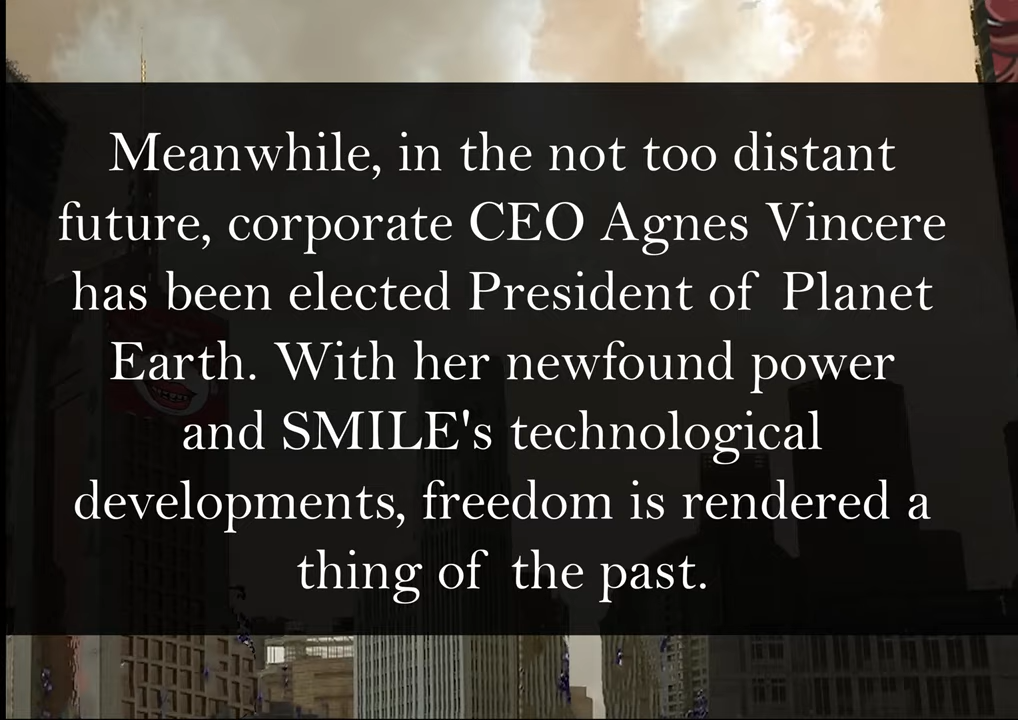 Meanwhile, in the not too distant
future, corporate CEO Agnes Vincere
has been elected President of Planet
Earth. With her newfound power
and SMILE's technological
developments, freedom is rendered a
thing of the past.